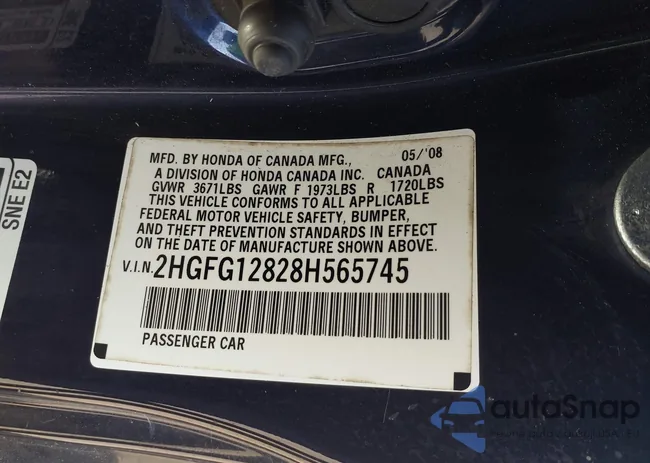 MFD. BY HONDA OF CANADA MFG., 05/'08
A DIVISION OF HONDA CANADA INC. CANADA
GVWR 3671LBS GAWR F 1973LBS R 1720LBS
THIS VEHICLE CONFORMS TO ALL APPLICABLE
FEDERAL MOTOR VEHICLE SAFETY, BUMPER,
AND THEFT PREVENTION STANDARDS IN EFFECT
ON THE DATE OF MANUFACTURE SHOWN ABOVE.
V.I.N. 2HGFG12828H565745
PASSENGER CAR
SNE E2
autoSnap